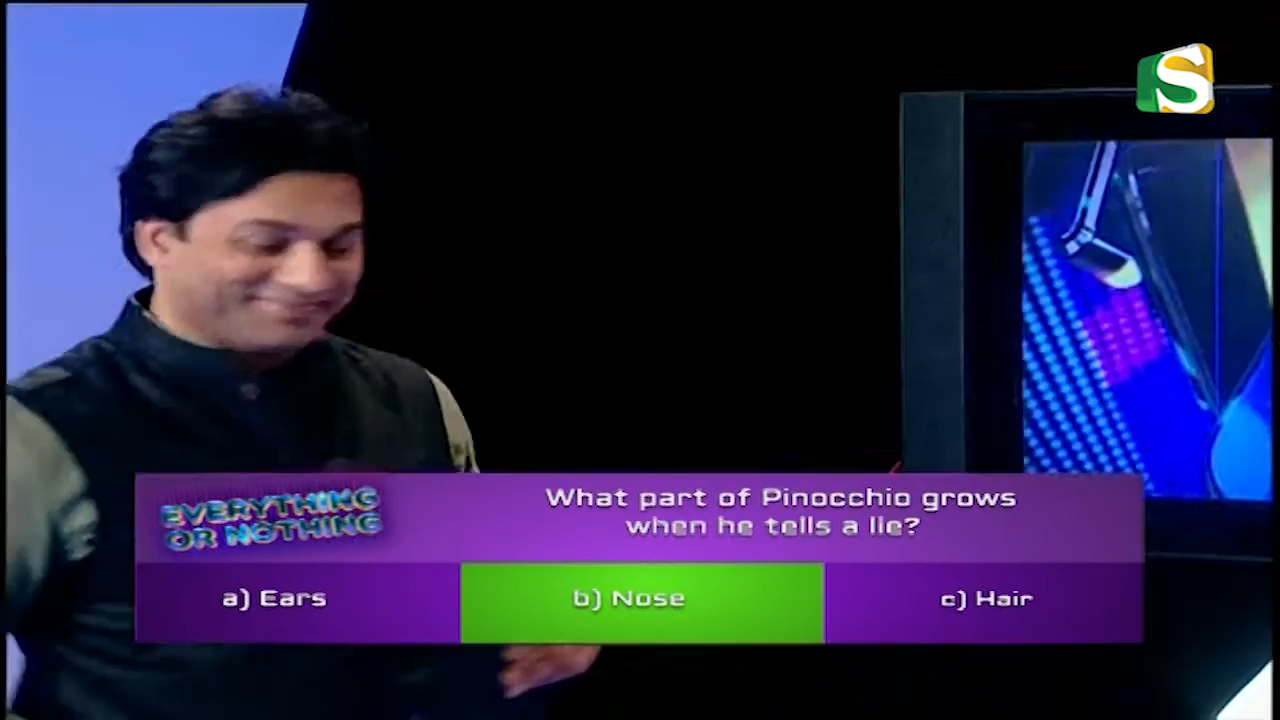 S
EVERYTHING
OR NOTHING
What part of Pinocchio grows
when he tells a lie?
a) Ears
b) Nose
c) Hair